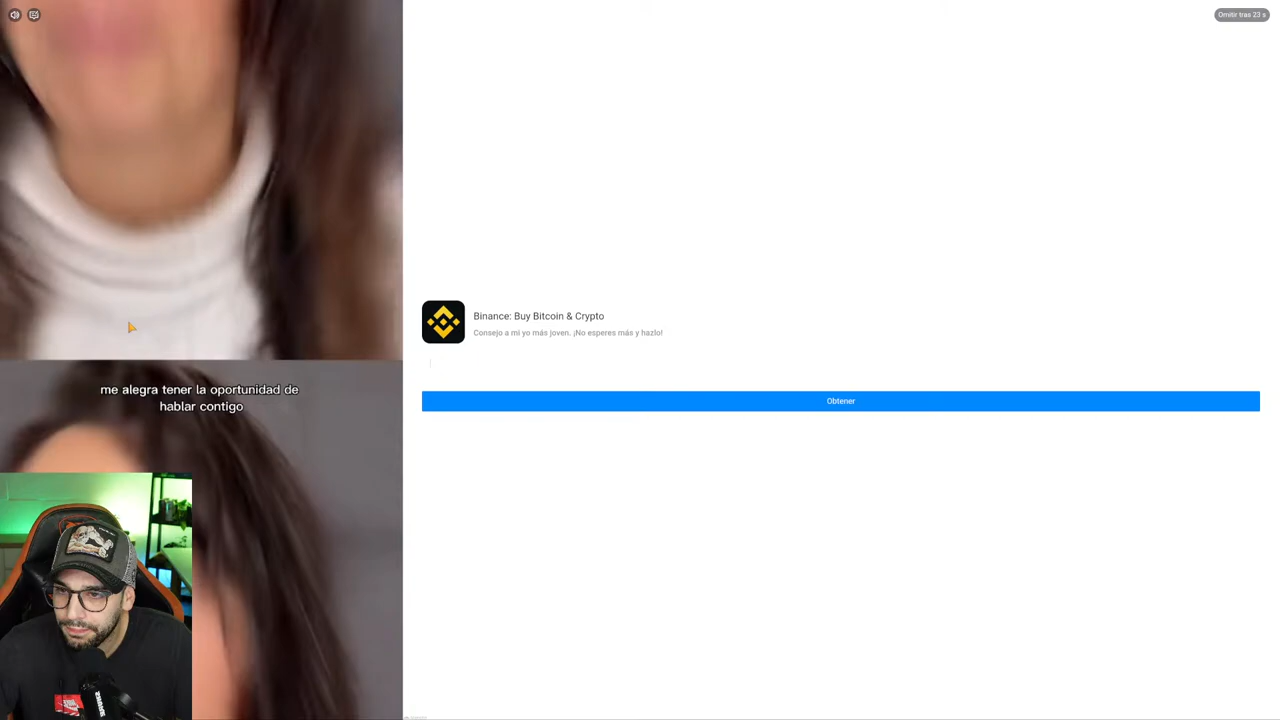 Omitir tras 23 s
Binance: Buy Bitcoin & Crypto
Consejo a mi yo más joven. ¡No esperes más y hazlo!
Obtener
me alegra tener la oportunidad de
hablar contigo